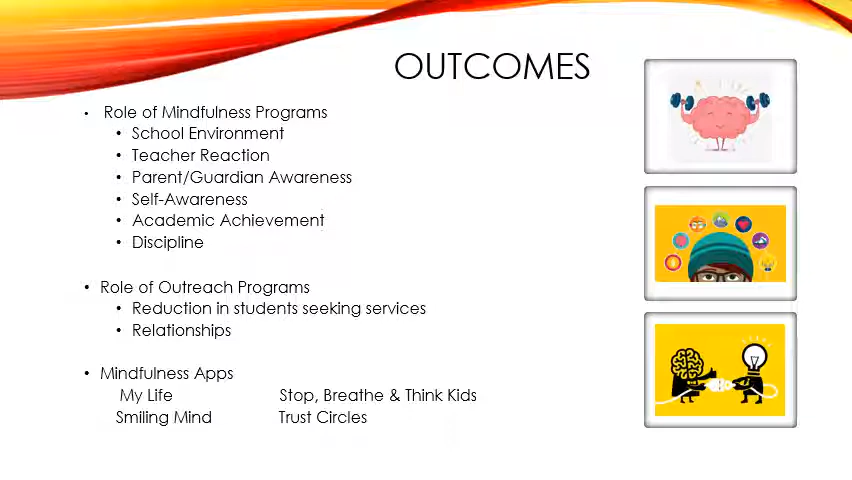 OUTCOMES
• Role of Mindfulness Programs
• School Environment
• Teacher Reaction
• Parent/Guardian Awareness
• Self-Awareness
• Academic Achievement
• Discipline
• Role of Outreach Programs
• Reduction in students seeking services
• Relationships
• Mindfulness Apps
My Life Stop, Breathe & Think Kids
Smiling Mind Trust Circles